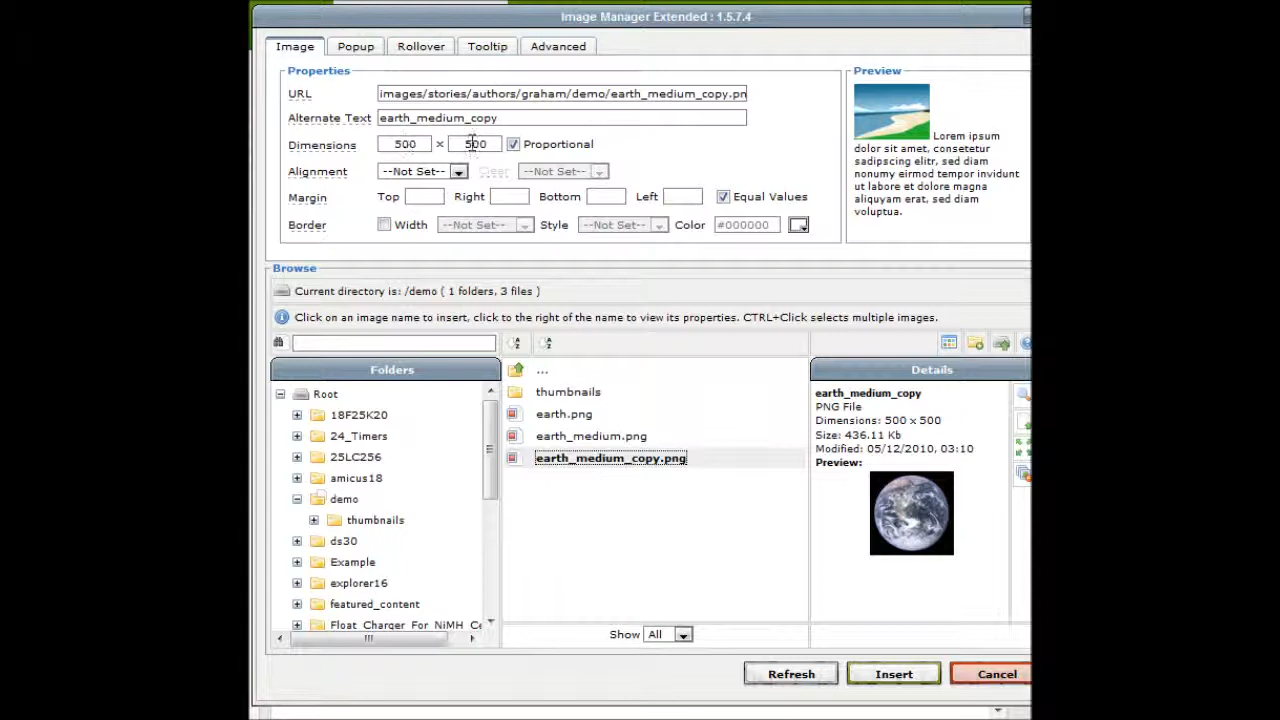 Image Manager Extended : 1.5.7.4
Image Popup Rollover Tooltip Advanced
Properties
URL images/stories/authors/graham/demo/earth_medium_copy.pn
Alternate Text earth_medium_copy
Dimensions 500 × 500 Proportional
Alignment --Not Set-- Clear --Not Set--
Margin Top Right Bottom Left Equal Values
Border Width --Not Set-- Style --Not Set-- Color #000000
Preview
Lorem ipsum
dolor sit amet, consetetur
sadipscing elitr, sed diam
nonumy eirmod tempor invidunt
ut labore et dolore magna
aliquyam erat, sed diam
voluptua.
Browse
Current directory is: /demo ( 1 folders, 3 files )
Click on an image name to insert, click to the right of the name to view its properties. CTRL+Click selects multiple images.
Folders
Root
18F25K20
24_Timers
25LC256
amicus18
demo
thumbnails
ds30
Example
explorer16
featured_content
Float_Charger_For_NiMH_Ce
...
thumbnails
earth.png
earth_medium.png
earth_medium_copy.png
Show All
Details
earth_medium_copy
PNG File
Dimensions: 500 x 500
Size: 436.11 Kb
Modified: 05/12/2010, 03:10
Preview:
Refresh Insert Cancel